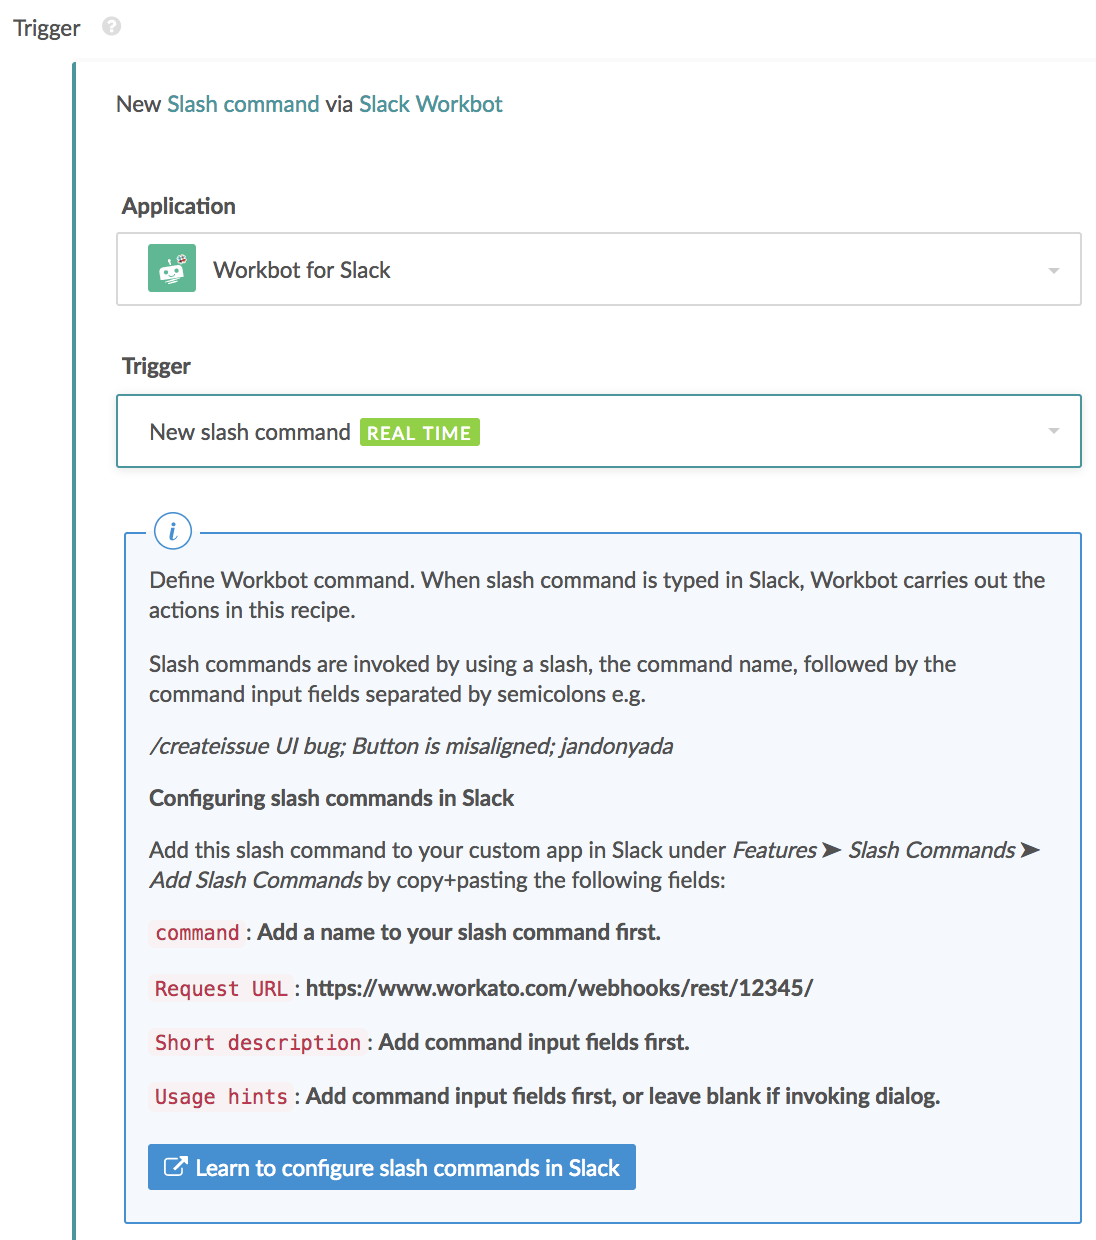 Trigger ?
New Slash command via Slack Workbot
Application
Workbot for Slack
Trigger
New slash command REAL TIME
i
Define Workbot command. When slash command is typed in Slack, Workbot carries out the
actions in this recipe.
Slash commands are invoked by using a slash, the command name, followed by the
command input fields separated by semicolons e.g.
/createissue UI bug; Button is misaligned; jandonyada
Configuring slash commands in Slack
Add this slash command to your custom app in Slack under Features ➤ Slash Commands ➤
Add Slash Commands by copy+pasting the following fields:
command : Add a name to your slash command first.
Request URL : https://www.workato.com/webhooks/rest/12345/
Short description : Add command input fields first.
Usage hints : Add command input fields first, or leave blank if invoking dialog.
Learn to configure slash commands in Slack